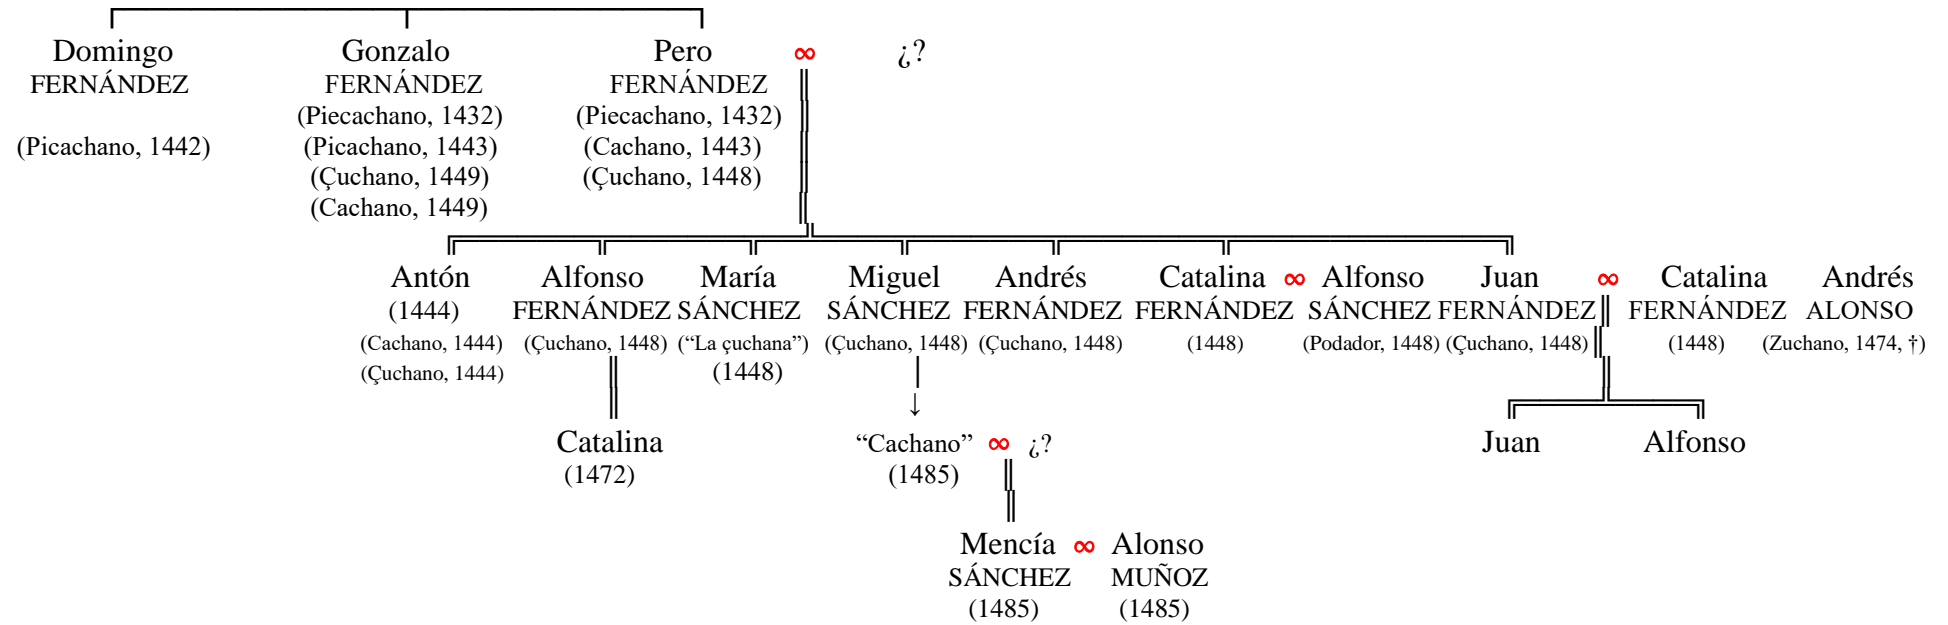 Domingo Gonzalo Pero ∞ ¿?
FERNÁNDEZ FERNÁNDEZ FERNÁNDEZ
(Piecachano, 1432) (Piecachano, 1432)
(Picachano, 1442) (Picachano, 1443) (Cachano, 1443)
(Çuchano, 1449) (Çuchano, 1448)
(Cachano, 1449)
Antón Alfonso María Miguel Andrés Catalina ∞ Alfonso Juan ∞ Catalina Andrés
(1444) FERNÁNDEZ SÁNCHEZ SÁNCHEZ FERNÁNDEZ FERNÁNDEZ SÁNCHEZ FERNÁNDEZ FERNÁNDEZ ALONSO
(Cachano, 1444) (Çuchano, 1448) (“La çuchana”) (Çuchano, 1448) (Çuchano, 1448) (1448) (Podador, 1448) (Çuchano, 1448) (1448) (Zuchano, 1474, †)
(Çuchano, 1444) (1448)
↓
Catalina “Cachano” ∞ ¿? Juan Alfonso
(1472) (1485)
Mencía ∞ Alonso
SÁNCHEZ MUÑOZ
(1485) (1485)